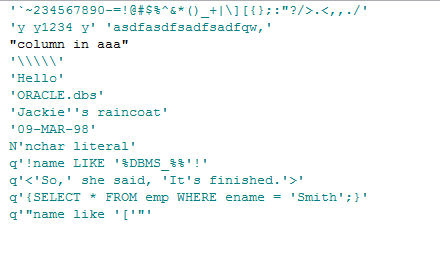 '`~234567890-=!@#$%^&*()_+|\][{};:"?/>.<,,./'
'y y1234 y' 'asdfasdfsadfsadfqw,'
"column in aaa"
'\\\\\'
'Hello'
'ORACLE.dbs'
'Jackie''s raincoat'
'09-MAR-98'
N'nchar literal'
q'!name LIKE '%DBMS_%%'!'
q'<'So,' she said, 'It's finished.'>'
q'{SELECT * FROM emp WHERE ename = 'Smith';}'
q'"name like '['"'